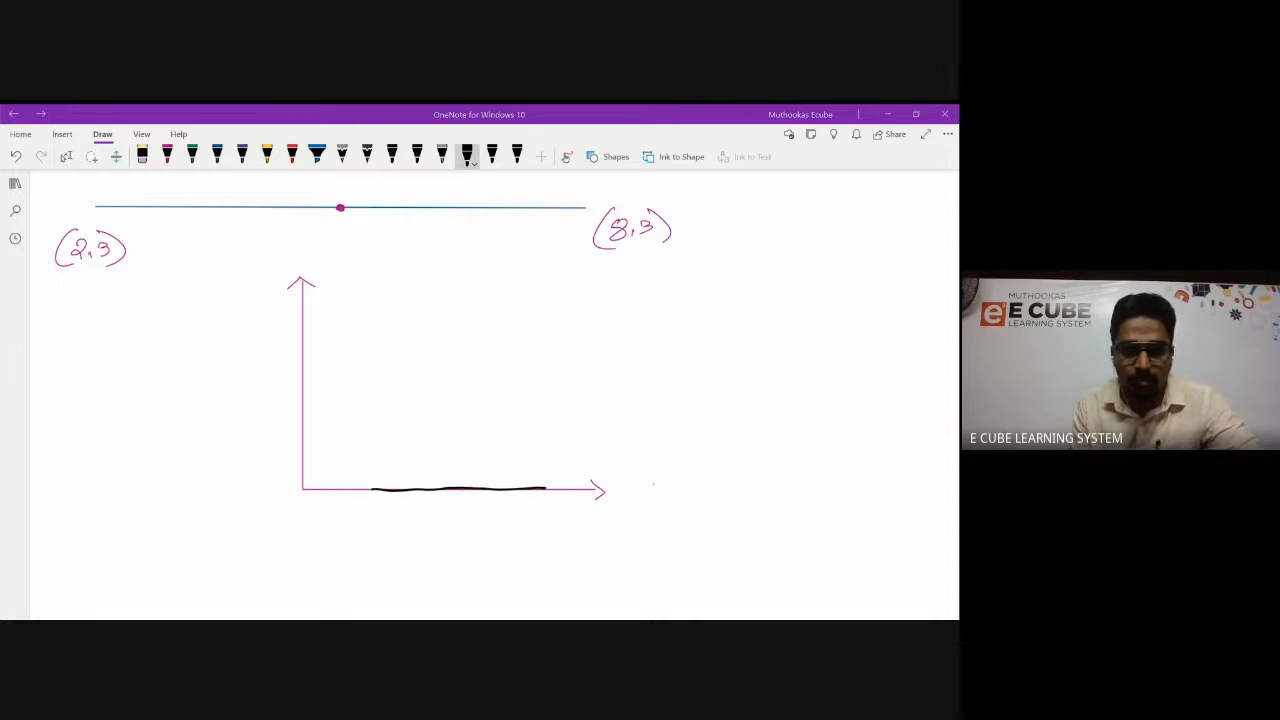 OneNote for Windows 10
Muthookas Ecube
Home Insert Draw View Help
Share
Shapes Ink to Shape Ink to Text
(2,3)
(8,3)
MUTHOOKAS
e E CUBE
LEARNING SYSTEM
E CUBE LEARNING SYSTEM